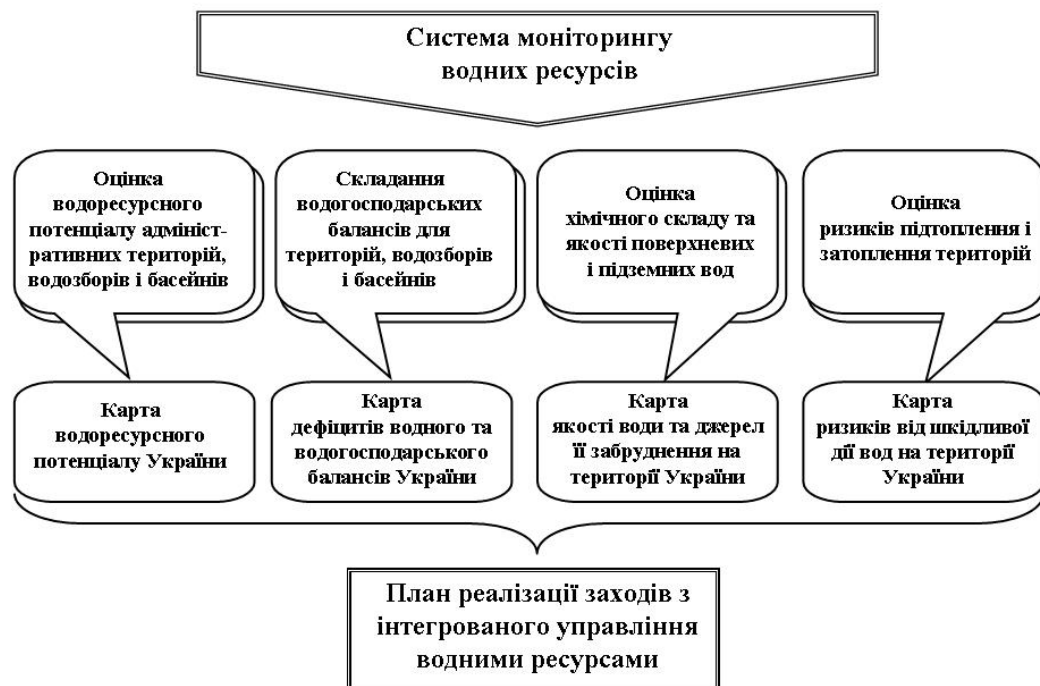 Система моніторингу
водних ресурсів
Оцінка
водоресурсного
потенціалу адмініст-
ративних територій,
водозборів і басейнів
Складання
водогосподарських
балансів для
територій, водозборів
і басейнів
Оцінка
хімічного складу та
якості поверхневих
і підземних вод
Оцінка
ризиків підтоплення і
затоплення територій
Карта
водоресурсного
потенціалу України
Карта
дефіцитів водного та
водогосподарського
балансів України
Карта
якості води та джерел
її забруднення на
території України
Карта
ризиків від шкідливої
дії вод на території
України
План реалізації заходів з
інтегрованого управління
водними ресурсами